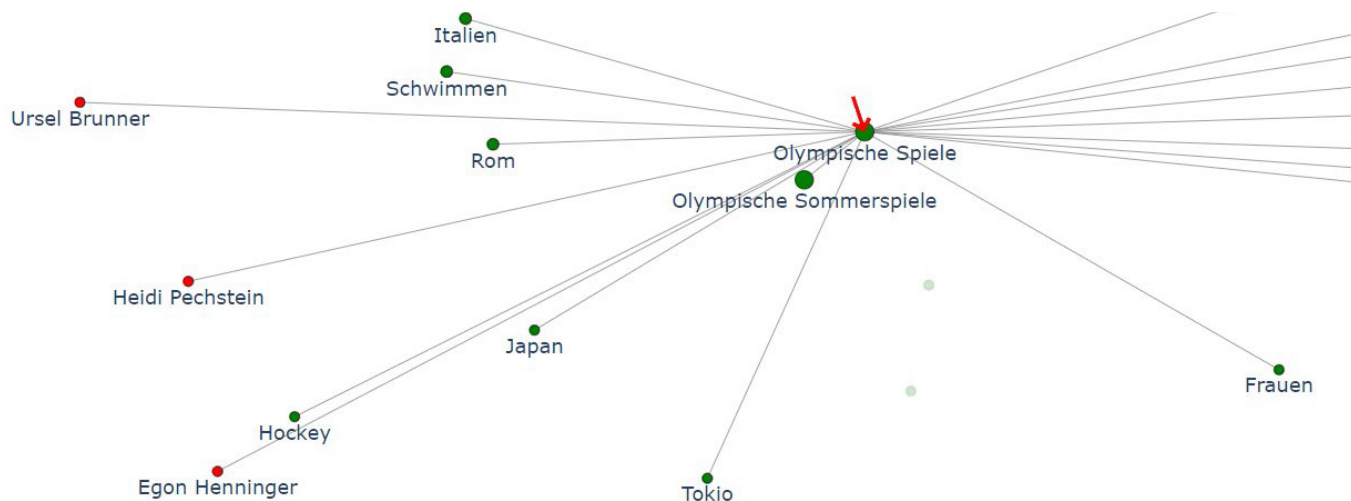 Italien
Schwimmen
Ursel Brunner
Rom
Olympische Spiele
Olympische Sommerspiele
Heidi Pechstein
Japan
Frauen
Hockey
Egon Henninger
Tokio